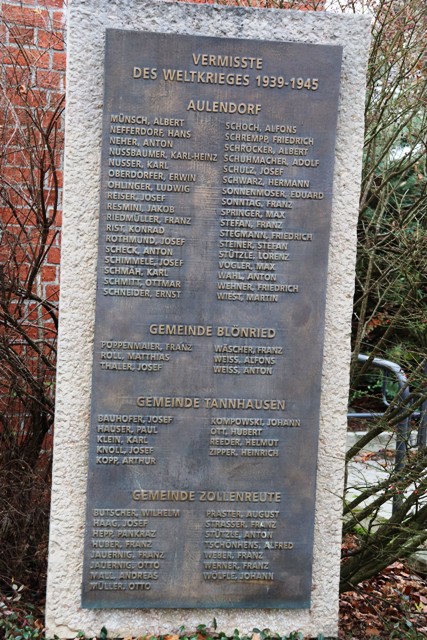 VERMISSTE
DES WELTKRIEGES 1939-1945
AULENDORF
MÜNSCH, ALBERT
NEFFERDORF, HANS
NEHER, ANTON
NUSSBAUMER, KARL-HEINZ
NUSSER, KARL
OBERDORFER, ERWIN
OHLINGER, LUDWIG
REISER, JOSEF
RESMINI, JAKOB
RIEDMÜLLER, FRANZ
RIST, KONRAD
ROTHMUND, JOSEF
SCHECK, ANTON
SCHIMMELE, JOSEF
SCHMÄH, KARL
SCHMITT, OTTMAR
SCHNEIDER, ERNST
SCHOCH, ALFONS
SCHREMPP, FRIEDRICH
SCHRÖCKER, ALBERT
SCHUHMACHER, ADOLF
SCHULZ, JOSEF
SCHWARZ, HERMANN
SONNENMOSER, EDUARD
SONNTAG, FRANZ
SPRINGER, MAX
STEFAN, FRANZ
STEGMANN, FRIEDRICH
STEINER, STEFAN
STÜTZLE, LORENZ
VOGLER, MAX
WAHL, ANTON
WEHNER, FRIEDRICH
WIEST, MARTIN
GEMEINDE BLÖNRIED
POPPENMAIER, FRANZ
ROLL, MATTHIAS
THALER, JOSEF
WÄSCHER, FRANZ
WEISS, ALFONS
WEISS, ANTON
GEMEINDE TANNHAUSEN
BAUHOFER, JOSEF
HAUSER, PAUL
KLEIN, KARL
KNOLL, JOSEF
KOPP, ARTHUR
KOMPOWSKI, JOHANN
OTT, HUBERT
REEDER, HELMUT
ZIPPER, HEINRICH
GEMEINDE ZOLLENREUTE
BUTSCHER, WILHELM
HAAG, JOSEF
HEPP, PANKRAZ
HUBER, FRANZ
JAUERNIG, FRANZ
JAUERNIG, OTTO
MALL, ANDREAS
MÜLLER, OTTO
PRASTER, AUGUST
STRASSER, FRANZ
STÜTZLE, ANTON
TSCHÖNHENS, ALFRED
WEBER, FRANZ
WERNER, FRANZ
WÖLFLE, JOHANN